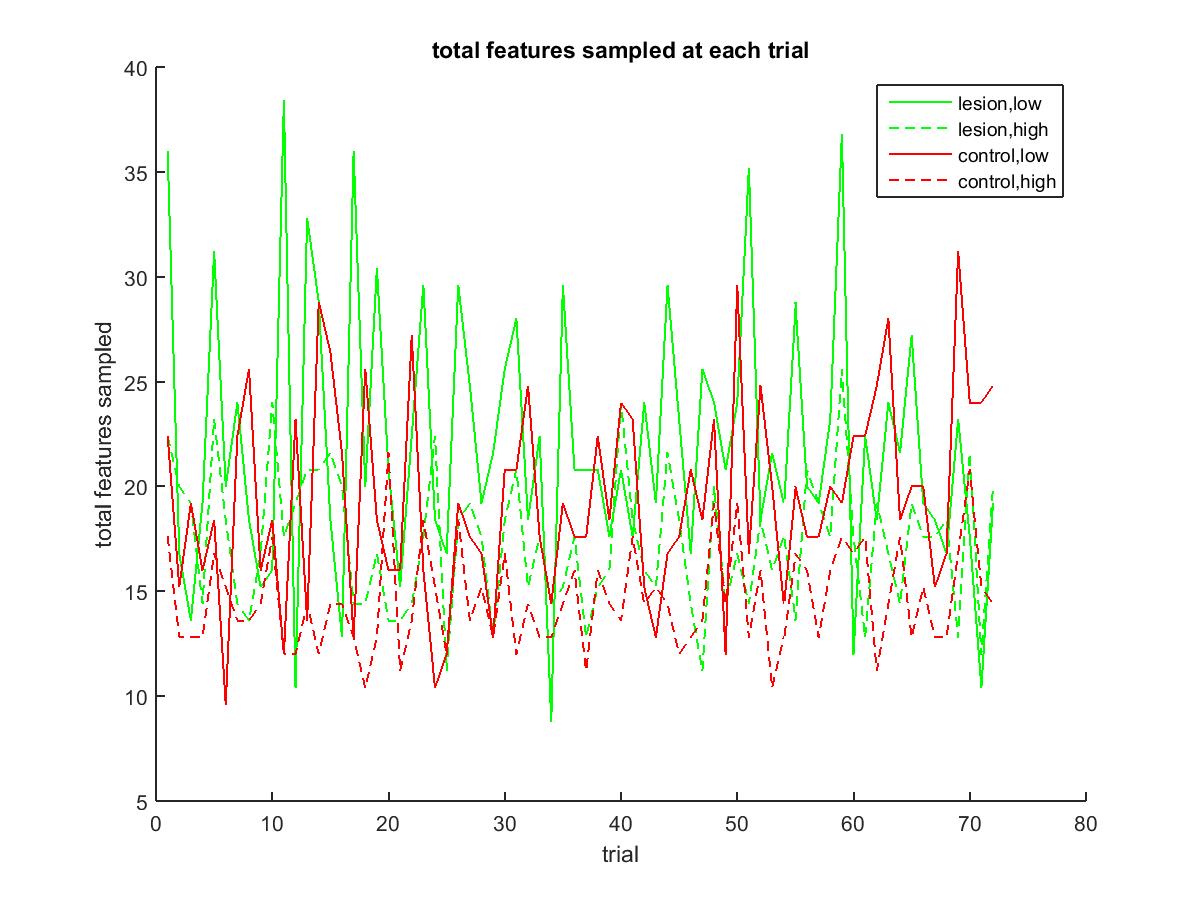 total features sampled at each trial
40
35
30
25
20
15
10
5
total features sampled
0
10
20
30
40
50
60
70
80
trial
lesion,low
lesion,high
control,low
control,high